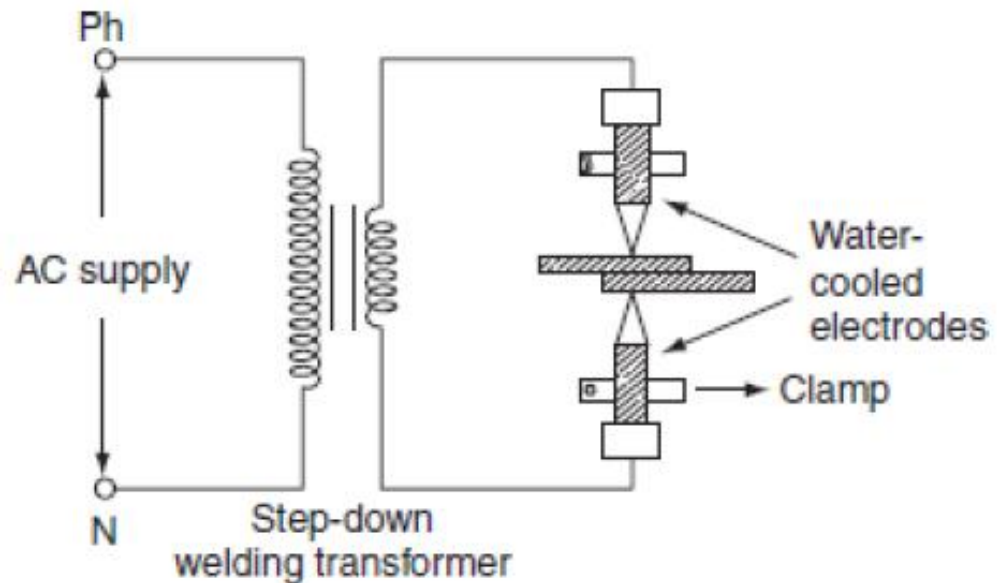 Ph
AC supply
N
Step-down
welding transformer
Water-
cooled
electrodes
Clamp